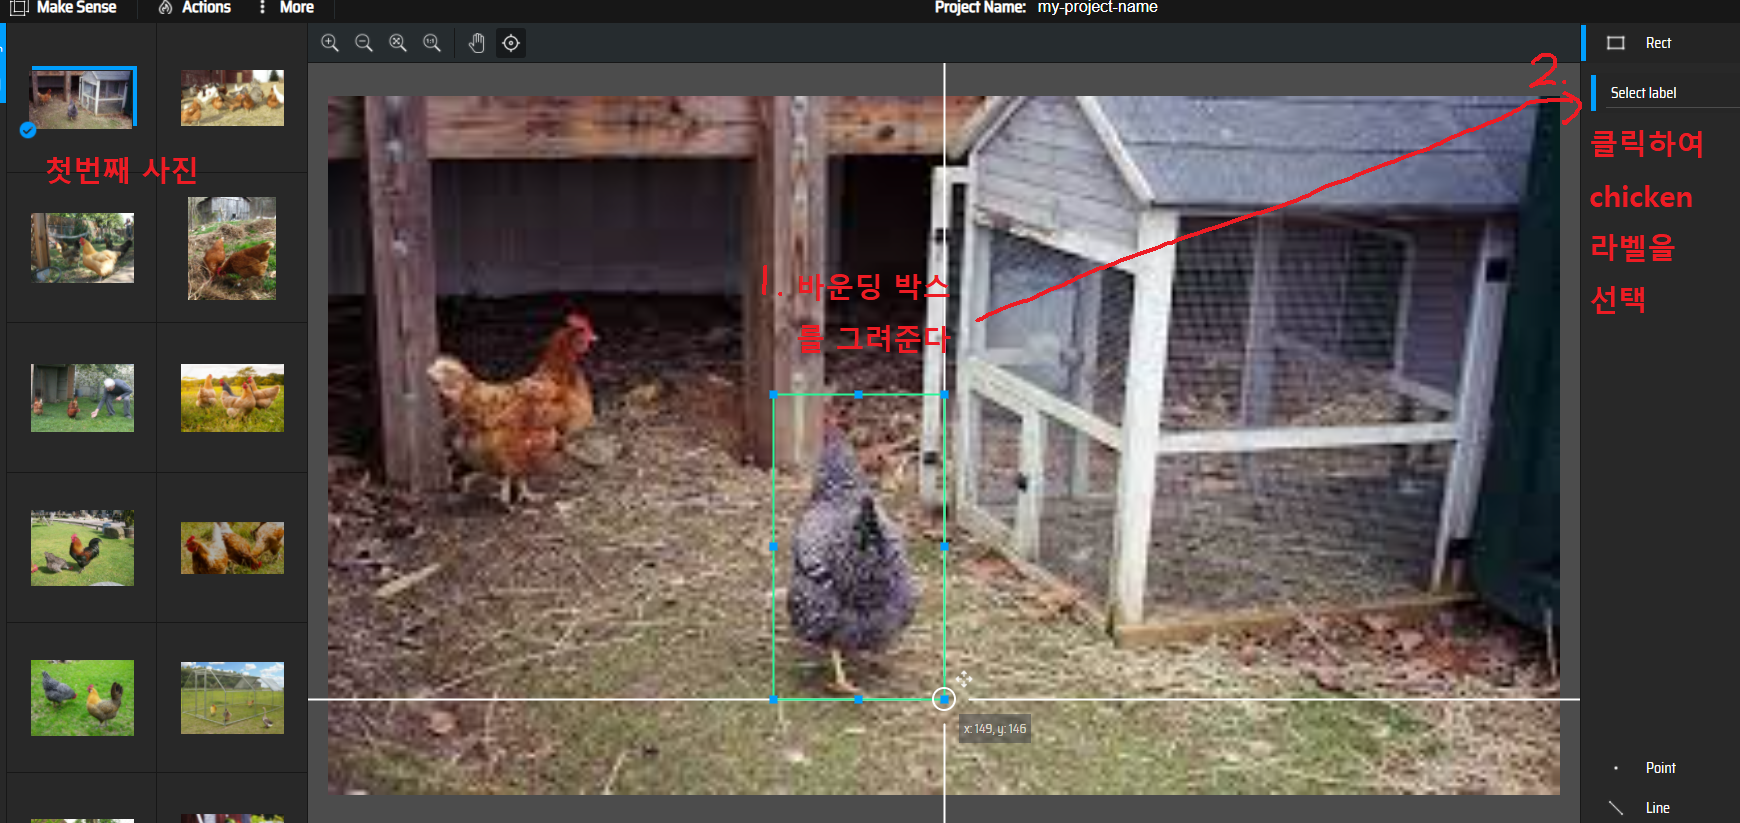 Make Sense
Actions
More
Project Name: my-project-name
1:1
Rect
2.
Select label
첫번째 사진
클릭하여
chicken
라벨을
선택
1. 바운딩 박스
를 그려준다
x: 149, y: 146
Point
Line